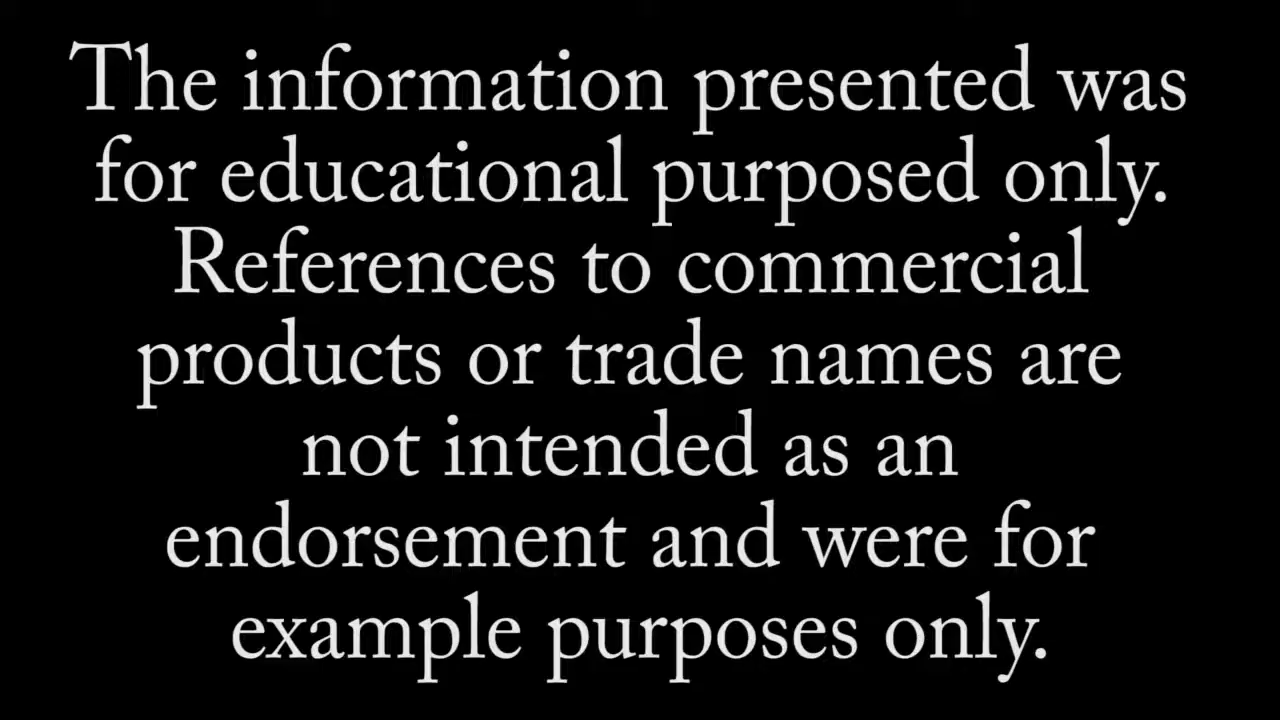 The information presented was
for educational purposed only.
References to commercial
products or trade names are
not intended as an
endorsement and were for
example purposes only.